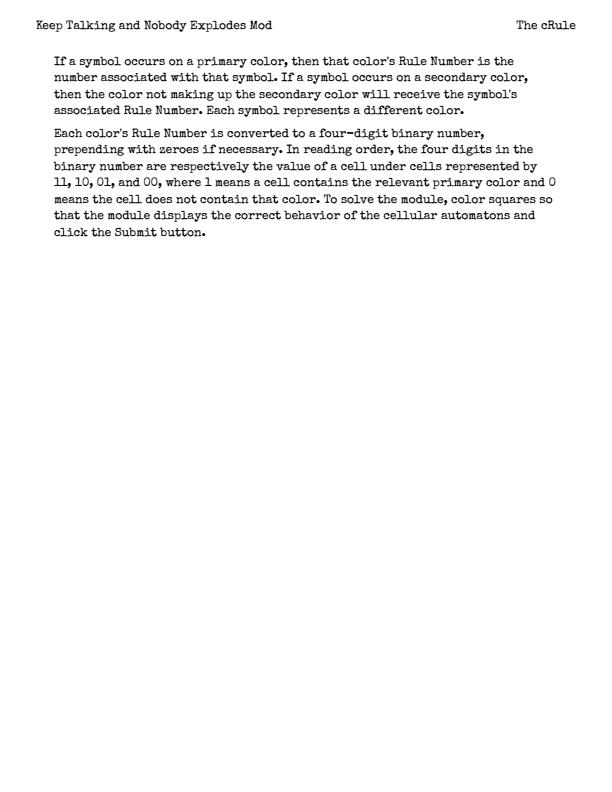 Keep Talking and Nobody Explodes Mod The cRule
If a symbol occurs on a primary color, then that color's Rule Number is the
number associated with that symbol. If a symbol occurs on a secondary color,
then the color not making up the secondary color will receive the symbol's
associated Rule Number. Each symbol represents a different color.
Each color's Rule Number is converted to a four-digit binary number,
prepending with zeroes if necessary. In reading order, the four digits in the
binary number are respectively the value of a cell under cells represented by
11, 10, 01, and 00, where 1 means a cell contains the relevant primary color and 0
means the cell does not contain that color. To solve the module, color squares so
that the module displays the correct behavior of the cellular automatons and
click the Submit button.